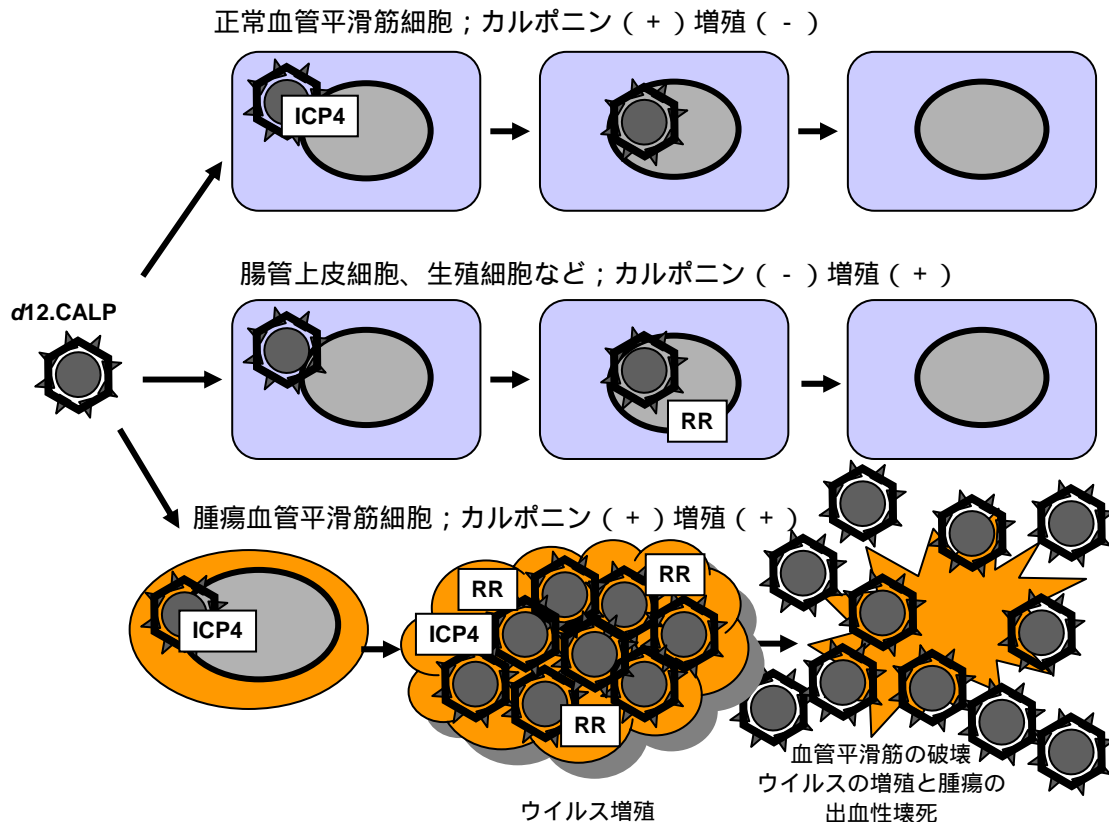 正常血管平滑筋細胞；カルポニン（+）増殖（-）
ICP4
腸管上皮細胞、生殖細胞など；カルポニン（-）増殖（+）
d12.CALP
RR
腫瘍血管平滑筋細胞；カルポニン（+）増殖（+）
ICP4
RR
RR
ICP4
RR
ウイルス増殖
血管平滑筋の破壊
ウイルスの増殖と腫瘍の
出血性壊死